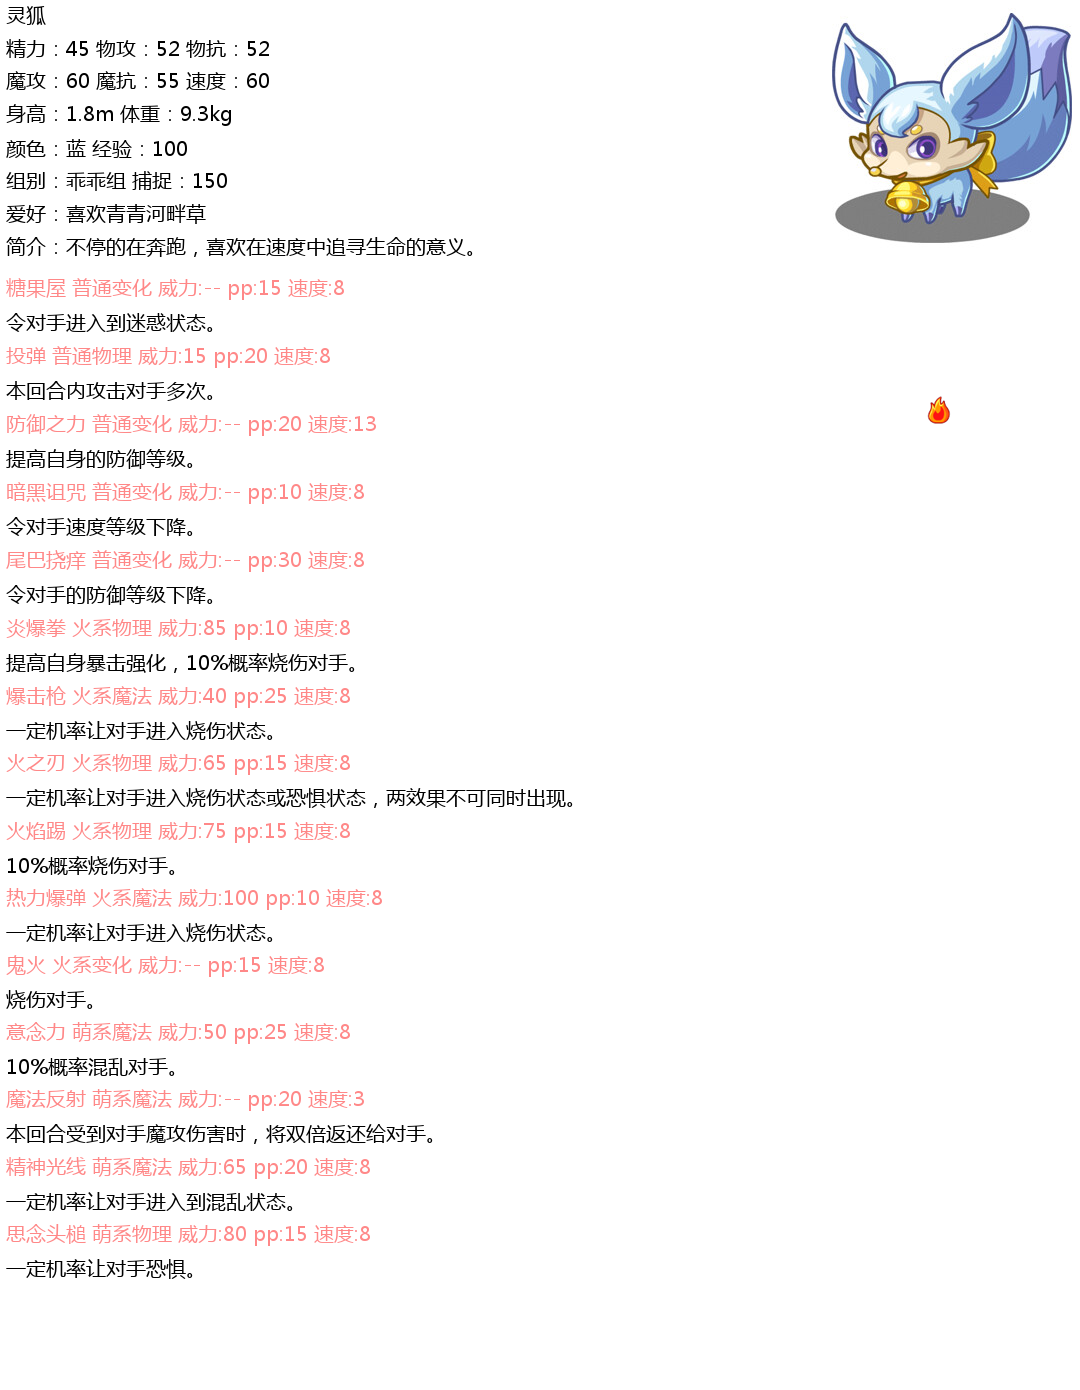 灵狐
精力：45 物攻：52 物抗：52
魔攻：60 魔抗：55 速度：60
身高：1.8m 体重：9.3kg
颜色：蓝 经验：100
组别：乖乖组 捕捉：150
爱好：喜欢青青河畔草
简介：不停的在奔跑，喜欢在速度中追寻生命的意义。
糖果屋 普通变化 威力:-- pp:15 速度:8
令对手进入到迷惑状态。
投弹 普通物理 威力:15 pp:20 速度:8
本回合内攻击对手多次。
防御之力 普通变化 威力:-- pp:20 速度:13
提高自身的防御等级。
暗黑诅咒 普通变化 威力:-- pp:10 速度:8
令对手速度等级下降。
尾巴挠痒 普通变化 威力:-- pp:30 速度:8
令对手的防御等级下降。
炎爆拳 火系物理 威力:85 pp:10 速度:8
提高自身暴击强化，10%概率烧伤对手。
爆击枪 火系魔法 威力:40 pp:25 速度:8
一定机率让对手进入烧伤状态。
火之刃 火系物理 威力:65 pp:15 速度:8
一定机率让对手进入烧伤状态或恐惧状态，两效果不可同时出现。
火焰踢 火系物理 威力:75 pp:15 速度:8
10%概率烧伤对手。
热力爆弹 火系魔法 威力:100 pp:10 速度:8
一定机率让对手进入烧伤状态。
鬼火 火系变化 威力:-- pp:15 速度:8
烧伤对手。
意念力 萌系魔法 威力:50 pp:25 速度:8
10%概率混乱对手。
魔法反射 萌系魔法 威力:-- pp:20 速度:3
本回合受到对手魔攻伤害时，将双倍返还给对手。
精神光线 萌系魔法 威力:65 pp:20 速度:8
一定机率让对手进入到混乱状态。
思念头槌 萌系物理 威力:80 pp:15 速度:8
一定机率让对手恐惧。